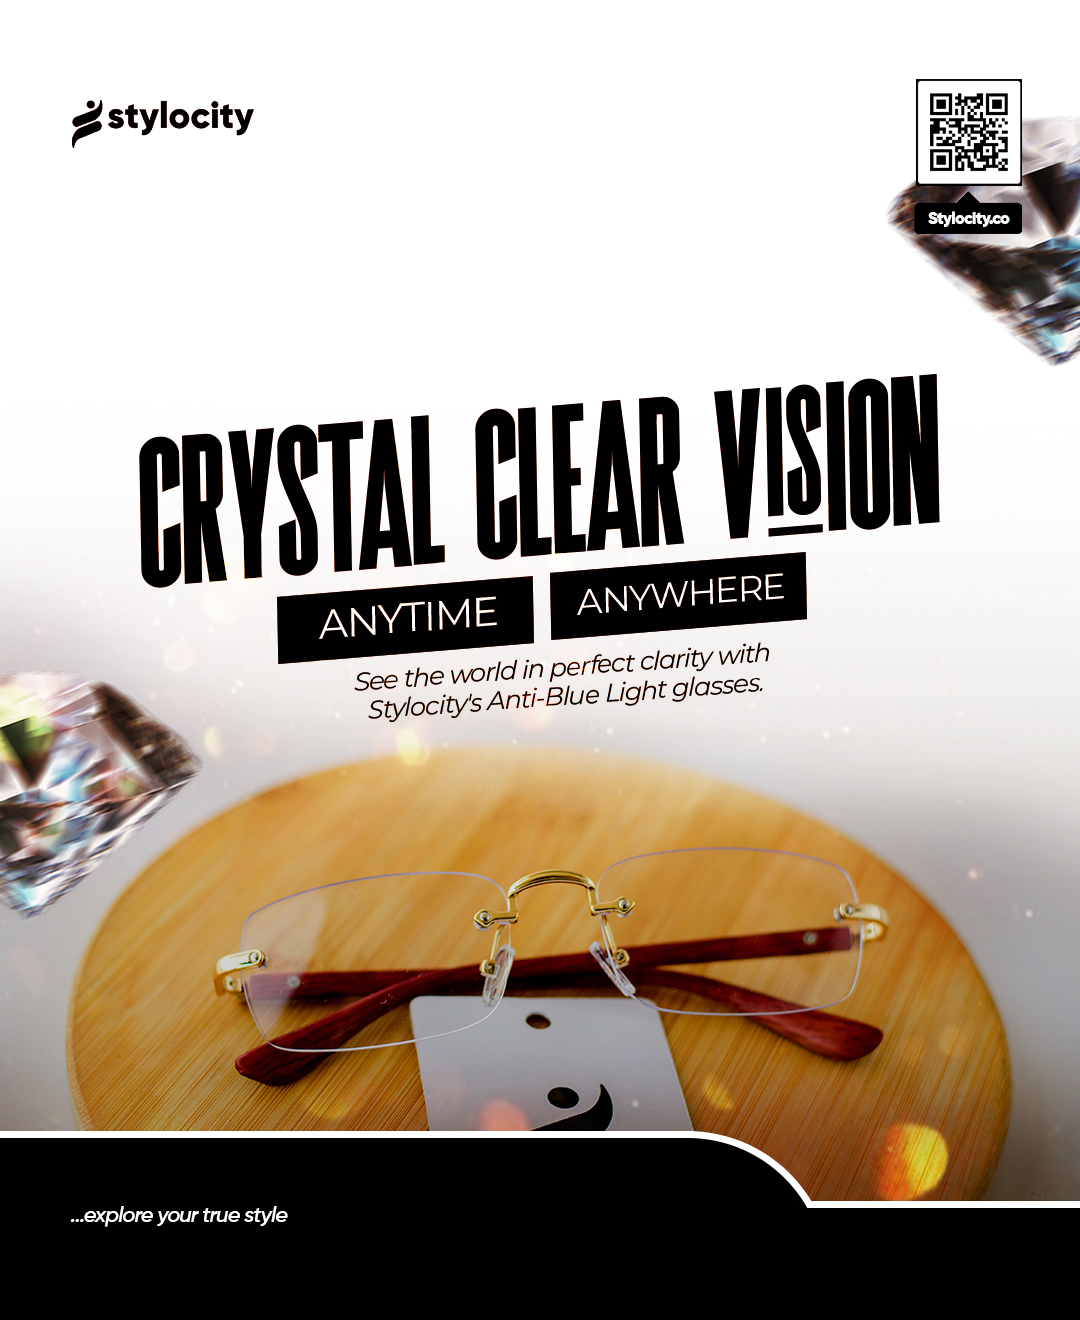 stylocity
Stylocity.co
CRYSTAL CLEAR VISION
ANYTIME ANYWHERE
See the world in perfect clarity with
Stylocity's Anti-Blue Light glasses.
...explore your true style